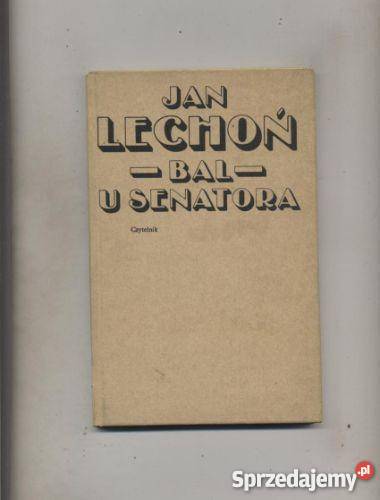 JAN
LECHOŃ
— BAL —
U SENATORA
Czytelnik
Sprzedajemy.pl